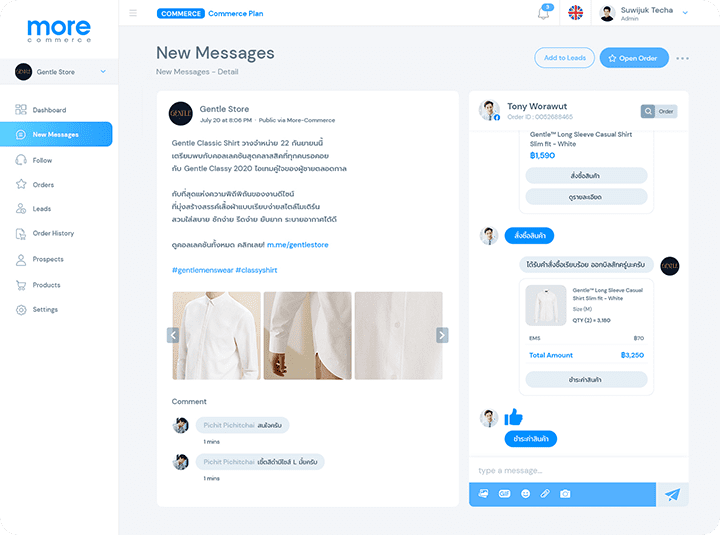 more
commerce
COMMERCE Commerce Plan
3
Suwijuk Techa
Admin
Gentle Store
Dashboard
New Messages
Follow
Orders
Leads
Order History
Prospects
Products
Settings
New Messages
New Messages - Detail
Add to Leads
Open Order
GENTLE
Gentle Store
July 20 at 8:06 PM · Public via More-Commerce
Gentle Classic Shirt วางจำหน่าย 22 กันยายนนี้
เตรียมพบกับคอลเลคชันสุดคลาสสิคที่ทุกคนรอคอย
กับ Gentle Classy 2020 ไอเทมคู่ใจของผู้ชายตลอดกาล
กับที่สุดแห่งความพิถีพิถันของงานดีไซน์
ที่มุ่งสร้างสรรค์เสื้อผ้าแบบเรียบง่ายสไตล์โมเดิร์น
สวมใส่สบาย ซักง่าย รีดง่าย ยับยาก ระบายอากาศได้ดี
ดูคอลเลคชันทั้งหมด คลิกเลย! m.me/gentlestore
#gentlemenswear #classyshirt
Comment
Pichit Pichitchai สนใจครับ
1 mins
Pichit Pichitchai เชิ้ตสีดำมีไซส์ L มั้ยครับ
1 mins
Tony Worawut
Order ID : 0052688465
Order
Gentle™ Long Sleeve Casual Shirt
Slim fit - White
฿1,590
สั่งซื้อสินค้า
ดูรายละเอียด
สั่งซื้อสินค้า
ได้รับคำสั่งซื้อเรียบร้อย ออกบิลสักครู่นะครับ
GENTLE
Gentle™ Long Sleeve Casual
Shirt Slim fit - White
Size (M)
QTY (2) × 3,180
EMS ฿70
Total Amount ฿3,250
ชำระค่าสินค้า
ชำระค่าสินค้า
type a message...
GIF